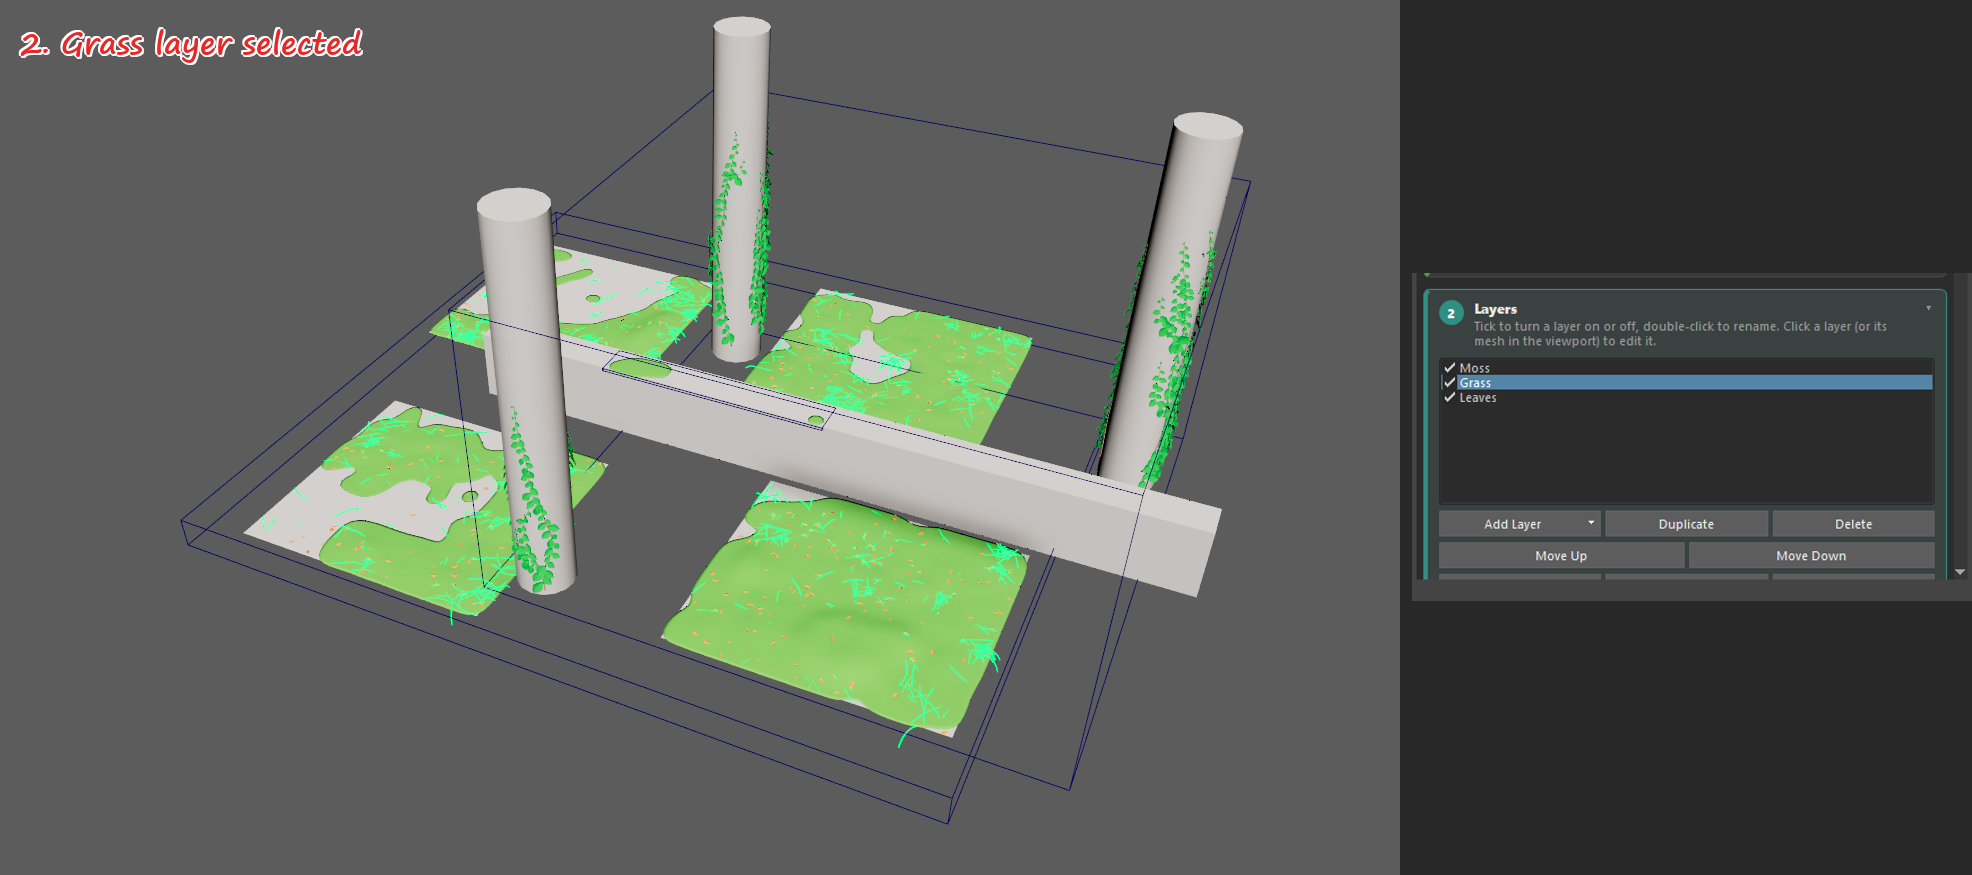 2. Grass layer selected
2 Layers
Tick to turn a layer on or off, double-click to rename. Click a layer (or its
mesh in the viewport) to edit it.
Moss
Grass
Leaves
Add Layer Duplicate Delete
Move Up Move Down